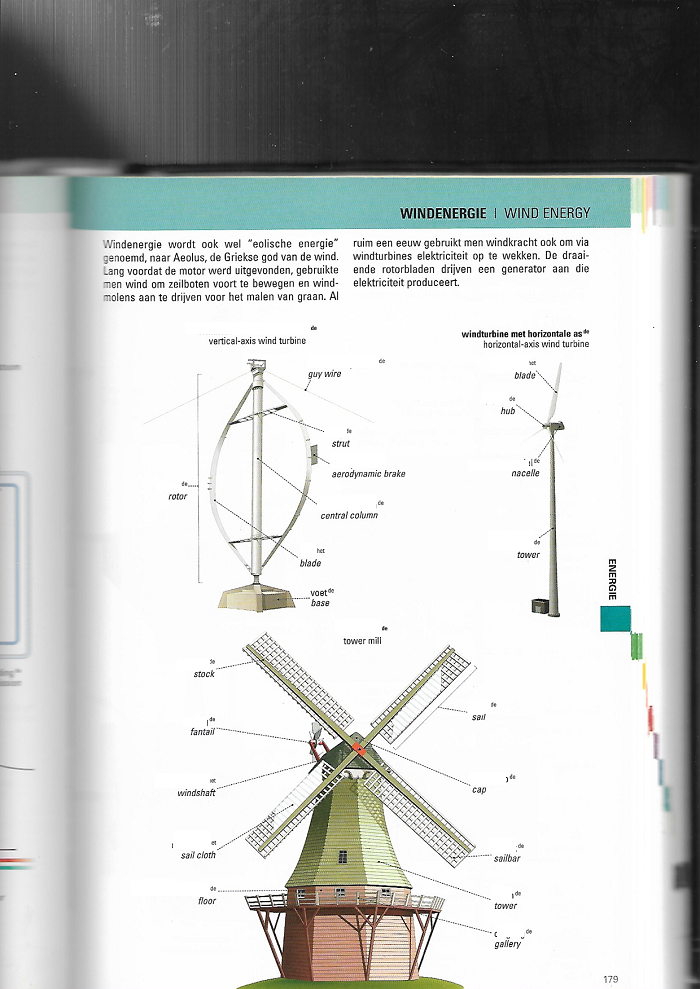 WINDENERGIE | WIND ENERGY
Windenergie wordt ook wel "eolische energie"
genoemd, naar Aeolus, de Griekse god van de wind.
Lang voordat de motor werd uitgevonden, gebruikte
men wind om zeilboten voort te bewegen en wind-
molens aan te drijven voor het malen van graan. Al
ruim een eeuw gebruikt men windkracht ook om via
windturbines elektriciteit op te wekken. De draai-
ende rotorbladen drijven een generator aan die
elektriciteit produceert.
de
vertical-axis wind turbine
de
guy wire
de
strut
aerodynamic brake
de
rotor
de
central column
het
blade
voet de
base
windturbine met horizontale as de
horizontal-axis wind turbine
het
blade
de
hub
de
nacelle
de
tower
ENERGIE
de
tower mill
de
stock
de
sail
de
fantail
et
windshaft
de
cap
et
sail cloth
de
sailbar
de
floor
de
tower
de
gallery
179